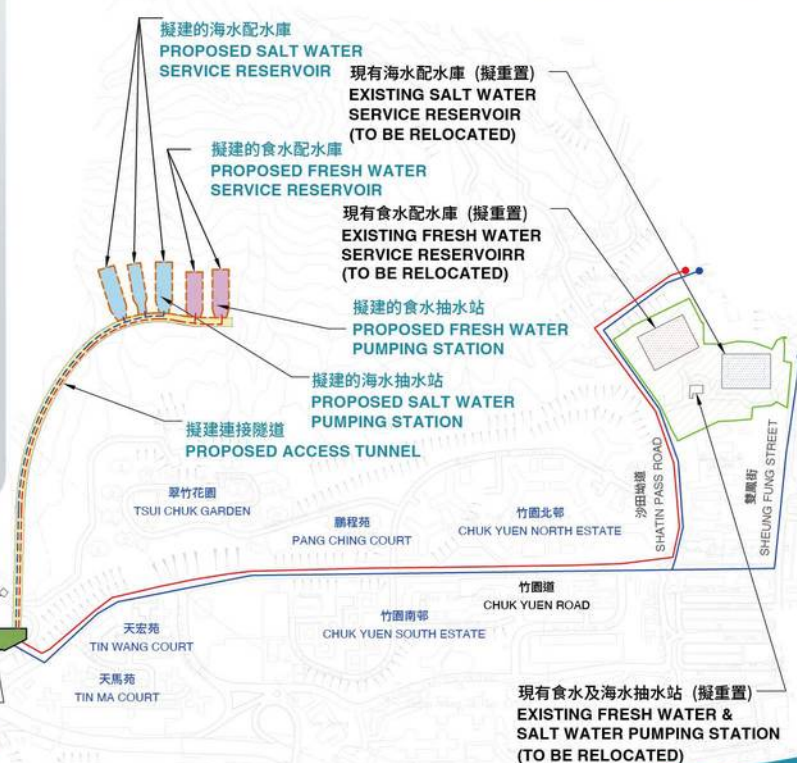 擬建的海水配水庫
PROPOSED SALT WATER
SERVICE RESERVOIR
現有海水配水庫 (擬重置)
EXISTING SALT WATER
SERVICE RESERVOIR
(TO BE RELOCATED)
擬建的食水配水庫
PROPOSED FRESH WATER
SERVICE RESERVOIR
現有食水配水庫 (擬重置)
EXISTING FRESH WATER
SERVICE RESERVOIRR
(TO BE RELOCATED)
擬建的食水抽水站
PROPOSED FRESH WATER
PUMPING STATION
擬建的海水抽水站
PROPOSED SALT WATER
PUMPING STATION
擬建連接隧道
PROPOSED ACCESS TUNNEL
翠竹花園
TSUI CHUK GARDEN
鵬程苑
PANG CHING COURT
竹園北邨
CHUK YUEN NORTH ESTATE
沙田坳道
SHATIN PASS ROAD
雙鳳街
SHEUNG FUNG STREET
竹園道
CHUK YUEN ROAD
天宏苑
TIN WANG COURT
竹園南邨
CHUK YUEN SOUTH ESTATE
天馬苑
TIN MA COURT
現有食水及海水抽水站 (擬重置)
EXISTING FRESH WATER &
SALT WATER PUMPING STATION
(TO BE RELOCATED)